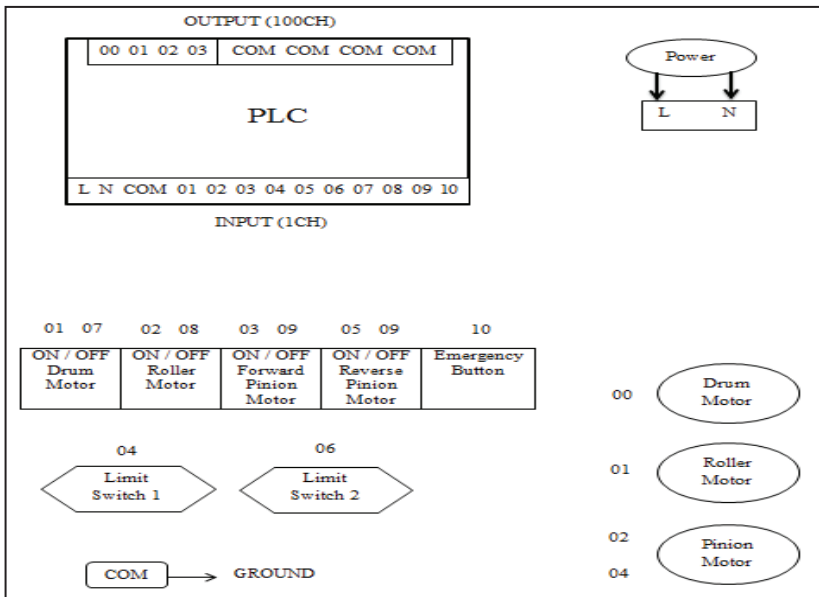 OUTPUT (100CH)
00 01 02 03 COM COM COM COM
PLC
L N COM 01 02 03 04 05 06 07 08 09 10
INPUT (1CH)
Power
L N
01 07 02 08 03 09 05 09 10
ON / OFF Drum Motor
ON / OFF Roller Motor
ON / OFF Forward Pinion Motor
ON / OFF Reverse Pinion Motor
Emergency Button
04
Limit
Switch 1
06
Limit
Switch 2
COM
GROUND
00
Drum
Motor
01
Roller
Motor
02
04
Pinion
Motor